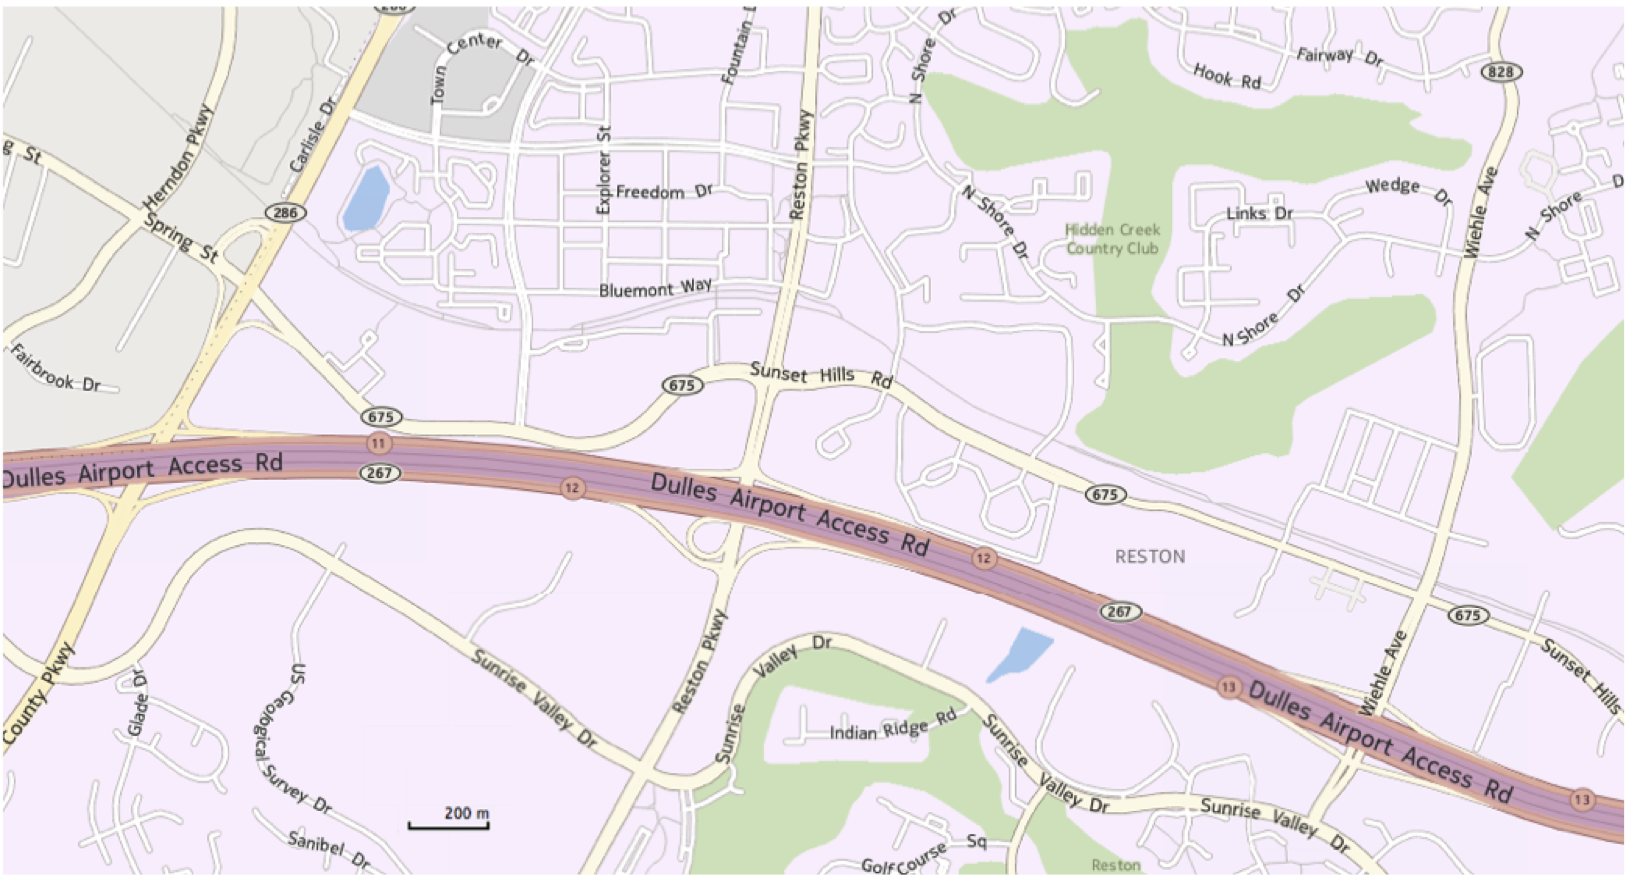 286
Center Dr
Town
Fountain D
N Shore Dr
Fairway Dr
Hook Rd
828
Herndon Pkwy
Carlisle Dr
g St
Spring St
286
Explorer St
Freedom Dr
Reston Pkwy
N Shore Dr
Hidden Creek
Country Club
Links Dr
Wedge Dr
Wiehle Ave
N Shore D
Bluemont Way
N Shore Dr
Fairbrook Dr
675
Sunset Hills Rd
675
11
267
Dulles Airport Access Rd
12
Dulles Airport Access Rd
675
12
RESTON
267
675
County Pkwy
Glade Dr
US Geological Survey Dr
Sunrise Valley Dr
Reston Pkwy
Sunrise Valley Dr
Indian Ridge Rd
Sunrise Valley Dr
Wiehle Ave
Sunset Hills
13
Dulles Airport Access Rd
13
Sunrise Valley Dr
200 m
Sanibel Dr
GolfCourse Sq
Reston